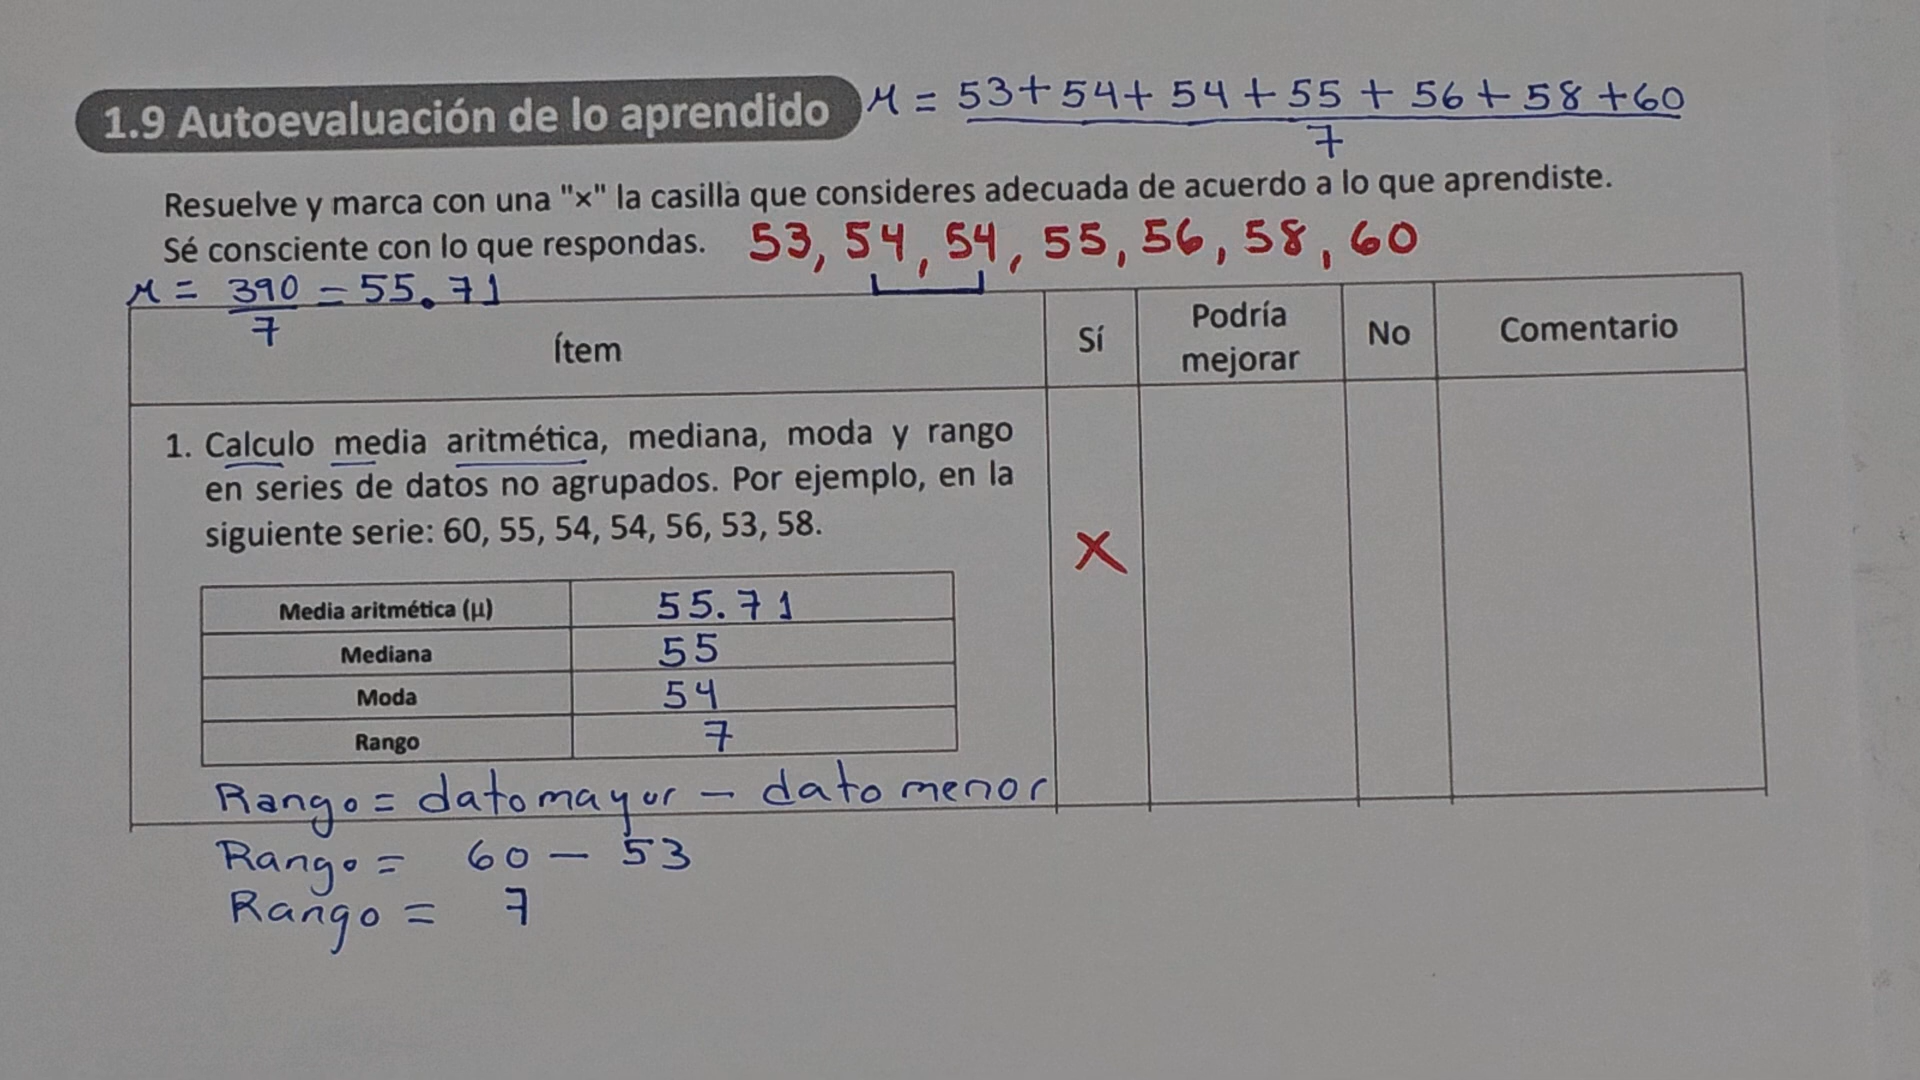 1.9 Autoevaluación de lo aprendido
μ = 53+54+54+55+56+58+60
7
Resuelve y marca con una "×" la casilla que consideres adecuada de acuerdo a lo que aprendiste.
Sé consciente con lo que respondas.
53, 54, 54, 55, 56, 58, 60
μ = 390 = 55.71
7
Ítem
Sí
Podría
mejorar
No
Comentario
1. Calculo media aritmética, mediana, moda y rango
en series de datos no agrupados. Por ejemplo, en la
siguiente serie: 60, 55, 54, 54, 56, 53, 58.
X
Media aritmética (μ) 55.71
Mediana 55
Moda 54
Rango 7
Rango = dato mayor - dato menor
Rango = 60 - 53
Rango = 7